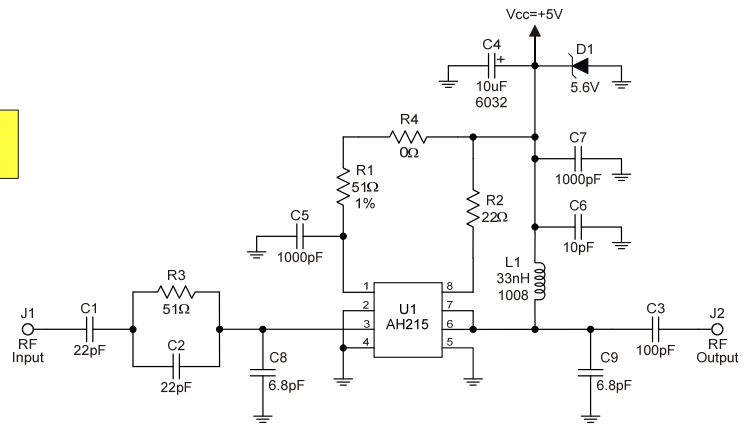 Vcc=+5V
C4
+
10uF
6032
D1
5.6V
R4
0Ω
R1
51Ω
1%
C7
1000pF
R2
22Ω
C6
10pF
C5
1000pF
L1
33nH
1008
1
2
3
4
U1
AH215
8
7
6
5
R3
51Ω
J1
RF
Input
C1
22pF
C2
22pF
C8
6.8pF
C9
6.8pF
C3
100pF
J2
RF
Output